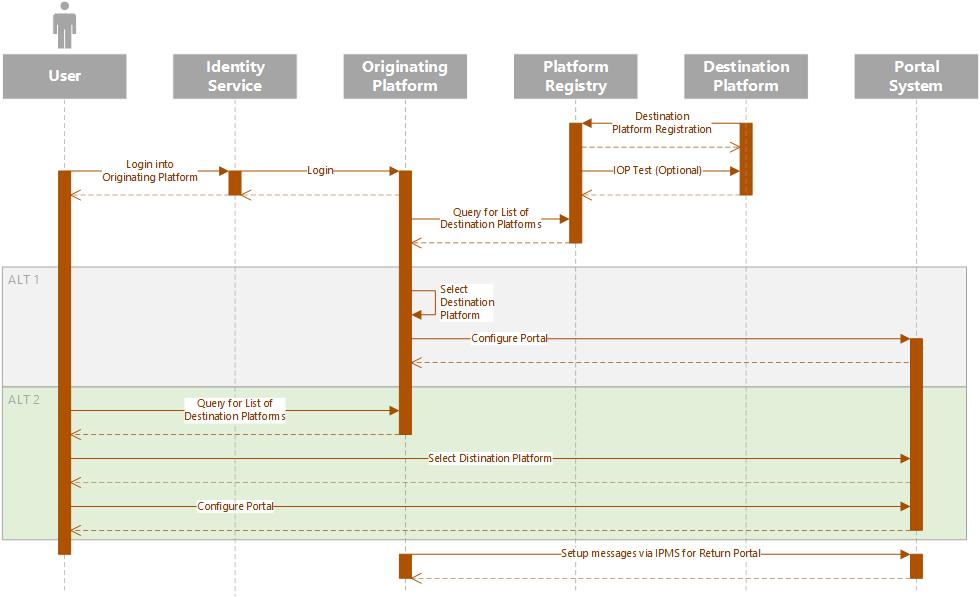 User
Identity
Service
Originating
Platform
Platform
Registry
Destination
Platform
Portal
System
Destination
Platform Registration
Login into
Originating Platform
Login
IOP Test (Optional)
Query for List of
Destination Platforms
ALT 1
Select
Destination
Platform
Configure Portal
ALT 2
Query for List of
Destination Platforms
Select Distination Platform
Configure Portal
Setup messages via IPMS for Return Portal